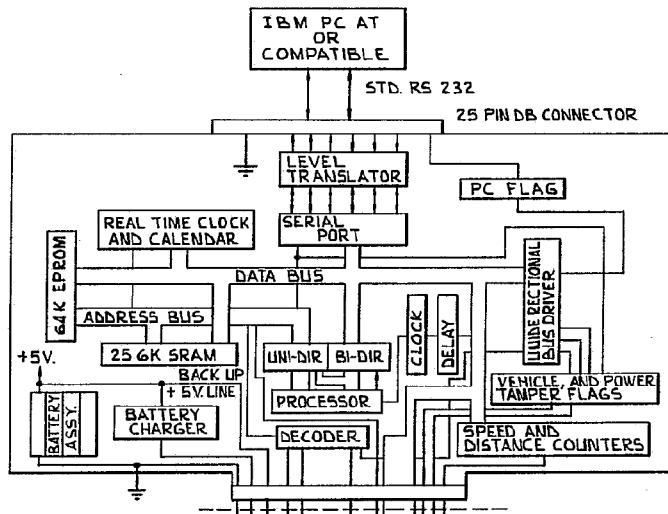 IBM PC AT
OR
COMPATIBLE
STD. RS 232
25 PIN DB CONNECTOR
LEVEL
TRANSLATOR
PC FLAG
REAL TIME CLOCK
AND CALENDAR
SERIAL
PORT
64K EPROM
DATA BUS
ADDRESS BUS
UNIDIRECTIONAL
BUS DRIVER
256K SRAM
UNI-DIR
BI-DIR
CLOCK
DELAY
+5V.
BACK UP
+ 5V. LINE
PROCESSOR
VEHICLE, AND POWER
TAMPER FLAGS
BATTERY
ASSY.
BATTERY
CHARGER
DECODER
SPEED AND
DISTANCE COUNTERS